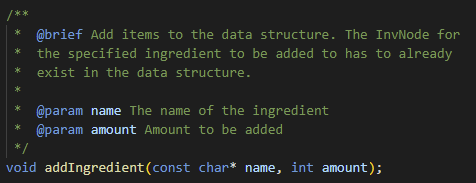 /**
 * @brief Add items to the data structure. The InvNode for
 * the specified ingredient to be added to has to already
 * exist in the data structure.
 *
 * @param name The name of the ingredient
 * @param amount Amount to be added
 */
void addIngredient(const char* name, int amount);